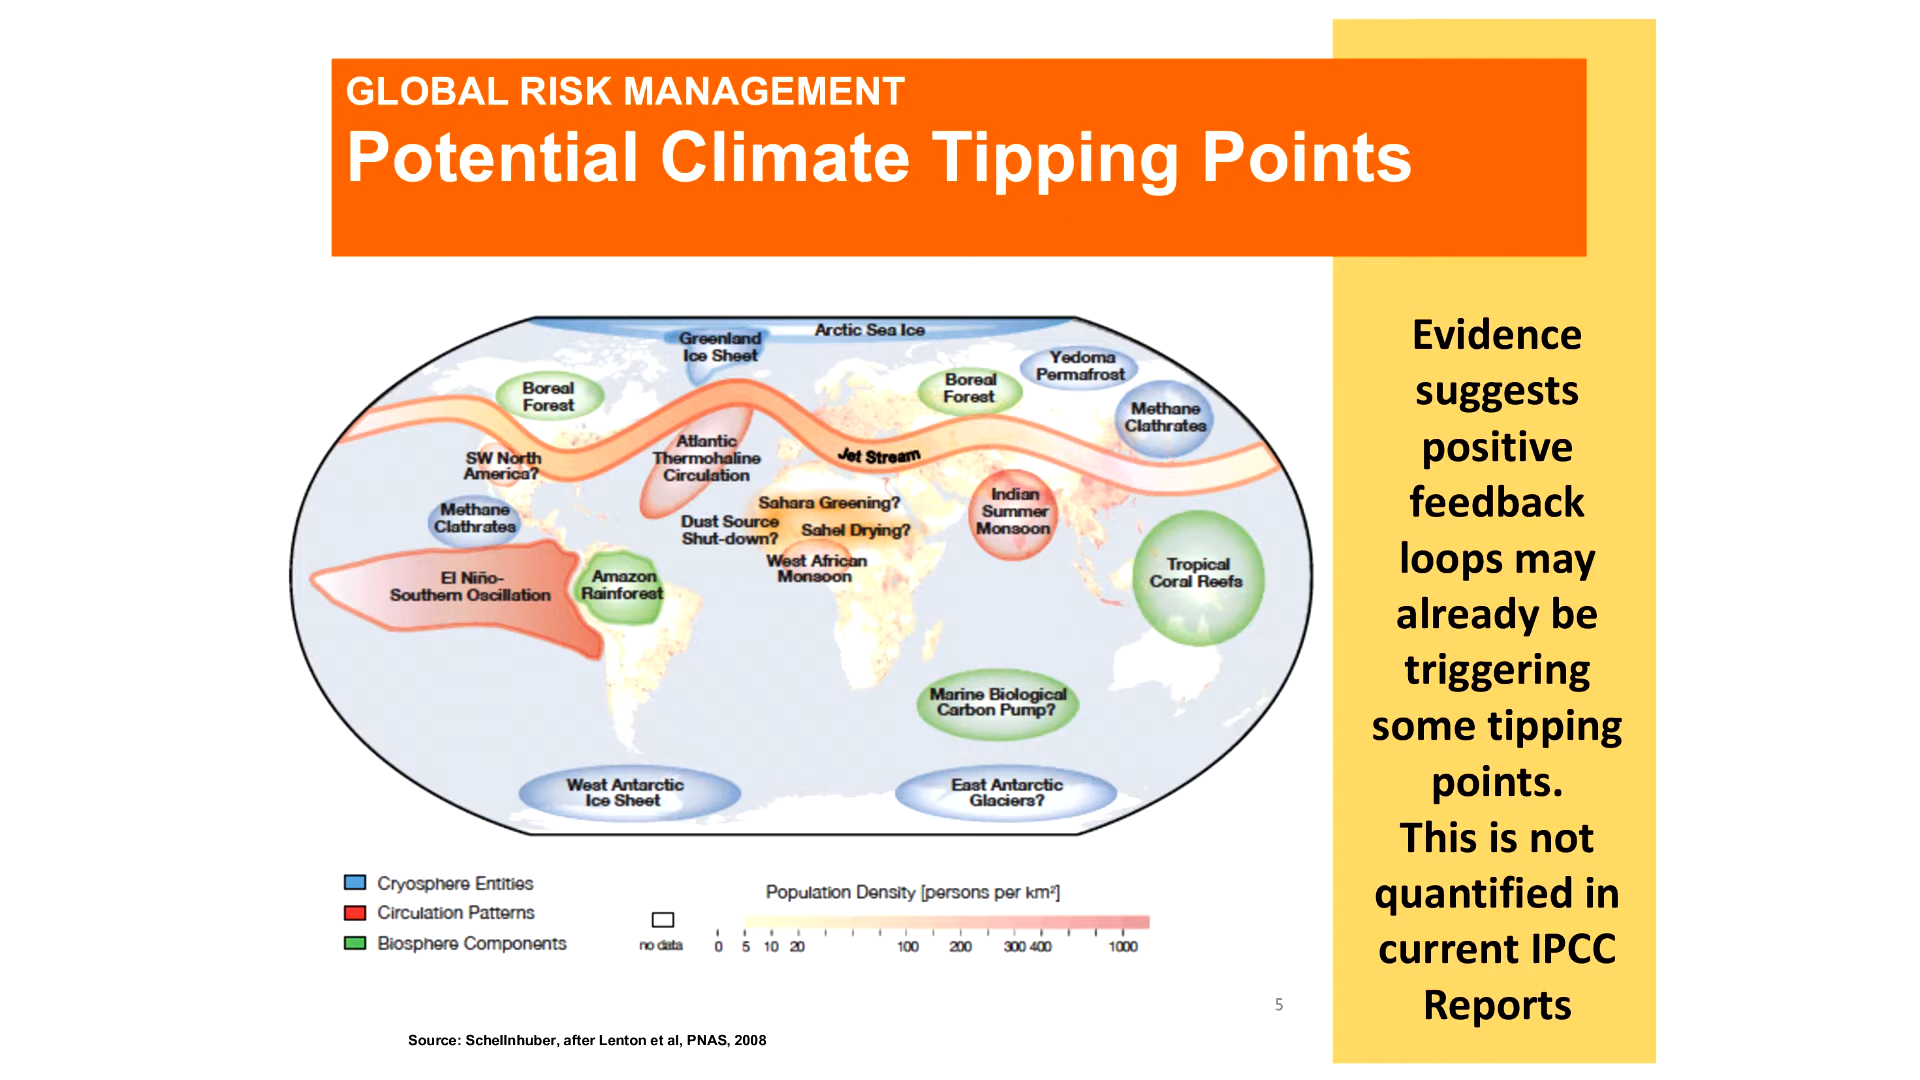 GLOBAL RISK MANAGEMENT
Potential Climate Tipping Points
Greenland
Ice Sheet
Arctic Sea Ice
Yedoma
Permafrost
Boreal
Forest
Boreal
Forest
Methane
Clathrates
SW North
America?
Atlantic
Thermohaline
Circulation
Jet Stream
Methane
Clathrates
Sahara Greening?
Dust Source
Shut-down?
Sahel Drying?
Indian
Summer
Monsoon
West African
Monsoon
El Niño-
Southern Oscillation
Amazon
Rainforest
Tropical
Coral Reefs
Marine Biological
Carbon Pump?
West Antarctic
Ice Sheet
East Antarctic
Glaciers?
Cryosphere Entities
Circulation Patterns
Biosphere Components
Population Density [persons per km²]
no data 0 5 10 20 100 200 300 400 1000
5
Source: Schellnhuber, after Lenton et al, PNAS, 2008
Evidence
suggests
positive
feedback
loops may
already be
triggering
some tipping
points.
This is not
quantified in
current IPCC
Reports